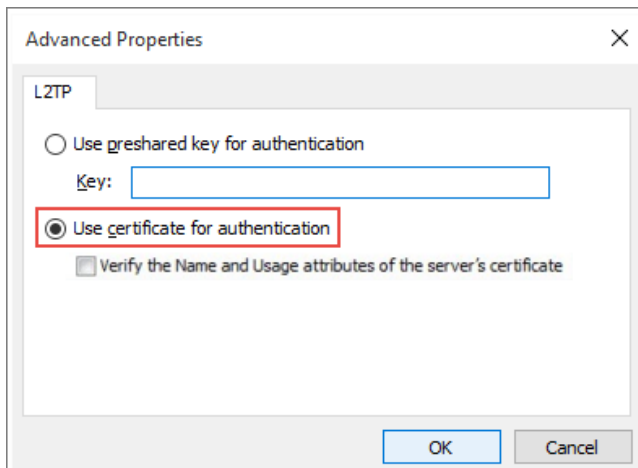 Advanced Properties
L2TP
Use preshared key for authentication
Key:
Use certificate for authentication
Verify the Name and Usage attributes of the server's certificate
OK
Cancel